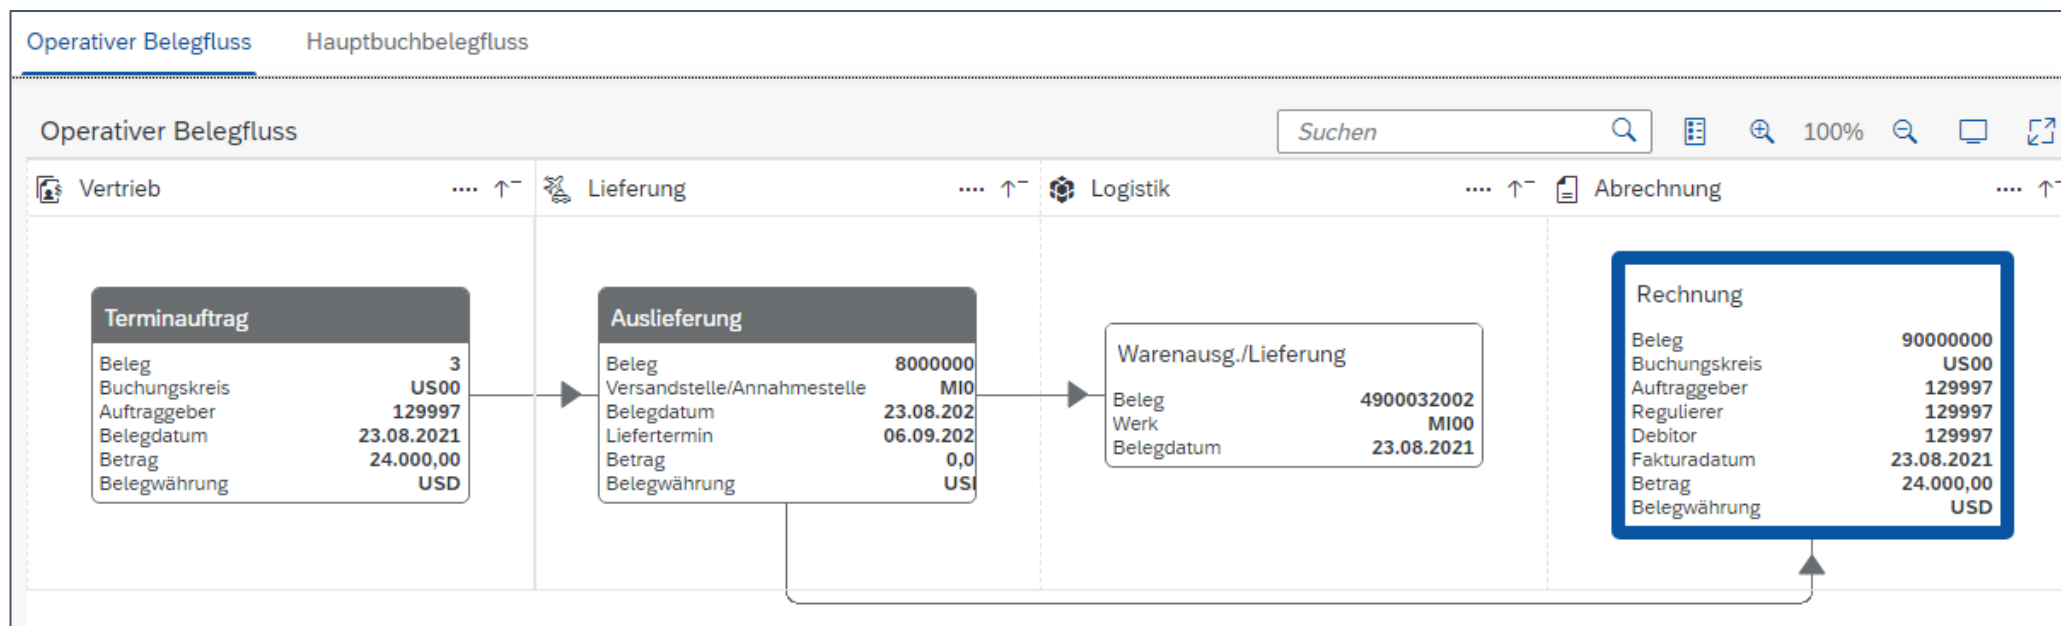 Operativer Belegfluss Hauptbuchbelegfluss
Operativer Belegfluss Suchen 100%
Vertrieb Lieferung Logistik Abrechnung
Terminauftrag
Beleg 3
Buchungskreis US00
Auftraggeber 129997
Belegdatum 23.08.2021
Betrag 24.000,00
Belegwährung USD
Auslieferung
Beleg 8000000
Versandstelle/Annahmestelle MI0
Belegdatum 23.08.202
Liefertermin 06.09.202
Betrag 0,0
Belegwährung US
Warenausg./Lieferung
Beleg 4900032002
Werk MI00
Belegdatum 23.08.2021
Rechnung
Beleg 90000000
Buchungskreis US00
Auftraggeber 129997
Regulierer 129997
Debitor 129997
Fakturadatum 23.08.2021
Betrag 24.000,00
Belegwährung USD